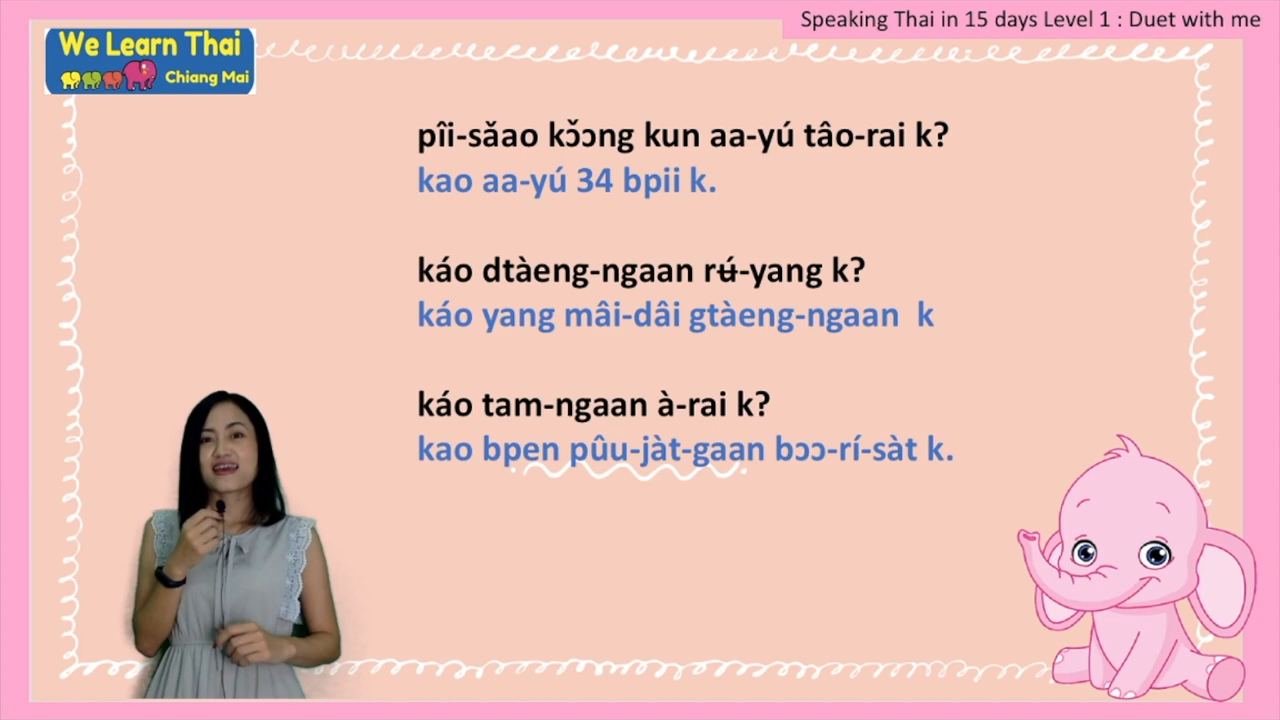 Speaking Thai in 15 days Level 1 : Duet with me
We Learn Thai
Chiang Mai
pîi-sǎao kɔ̌ɔng kun aa-yú tâo-rai k?
kao aa-yú 34 bpii k.
káo dtàeng-ngaan rʉ́-yang k?
káo yang mâi-dâi gtàeng-ngaan k
káo tam-ngaan à-rai k?
kao bpen pûu-jàt-gaan bɔɔ-rí-sàt k.